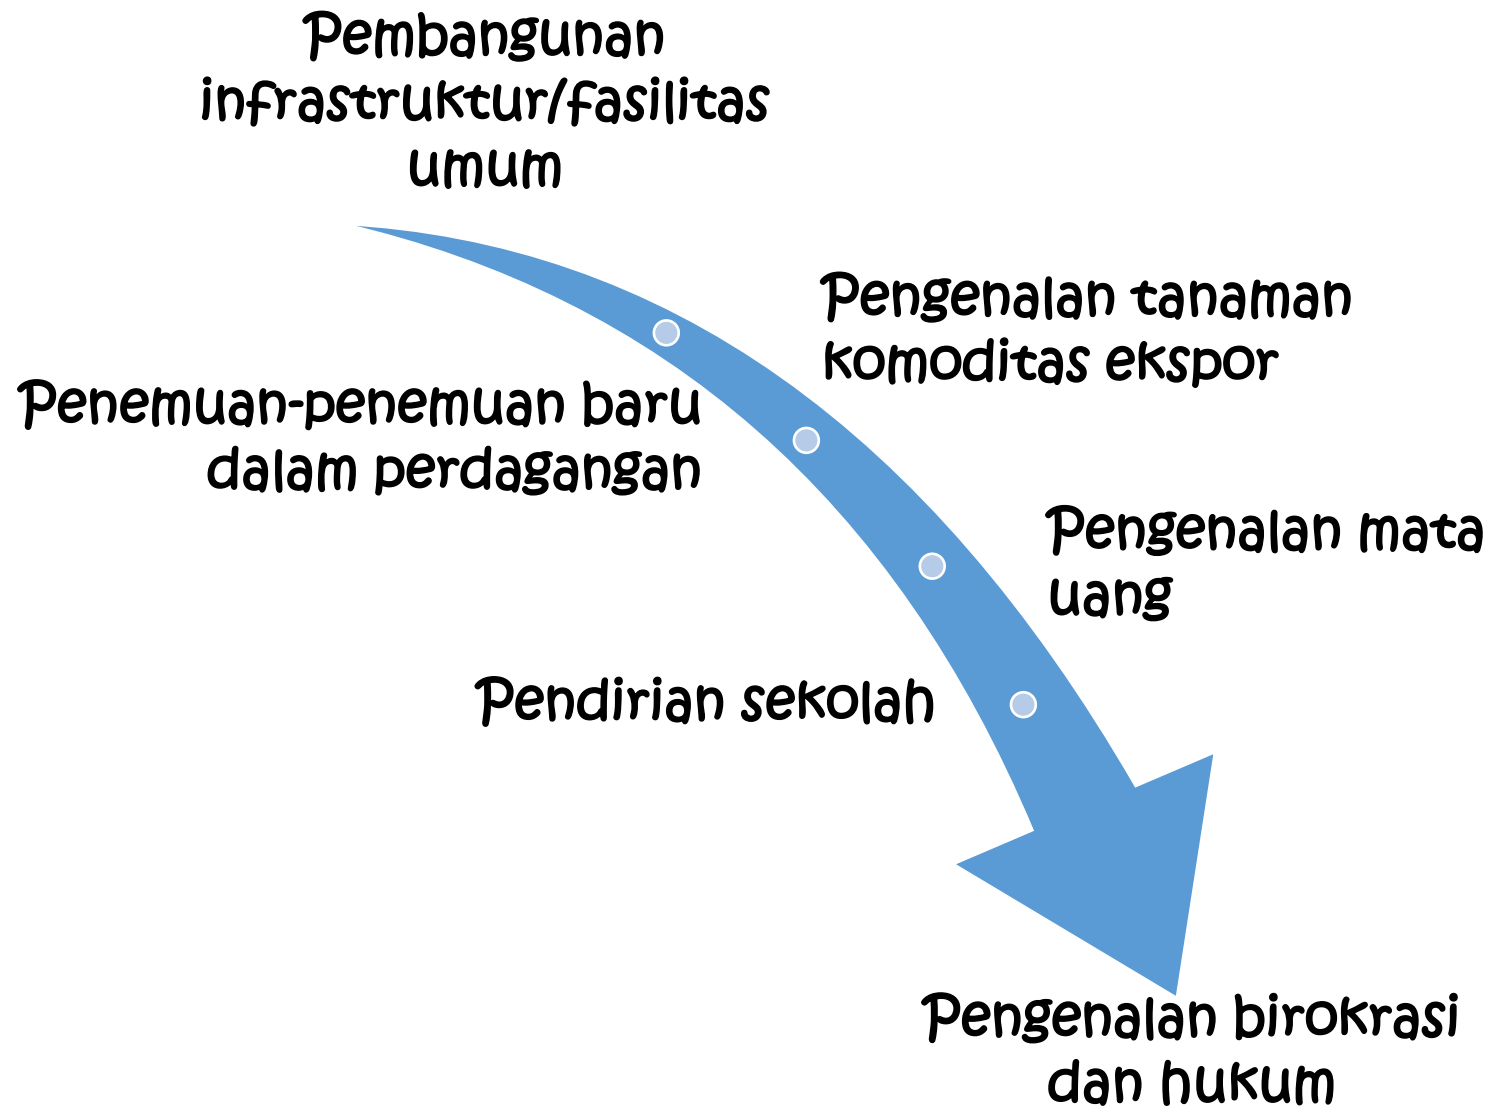 Pembangunan
infrastruktur/fasilitas
umum
Pengenalan tanaman
komoditas ekspor
Penemuan-penemuan baru
dalam perdagangan
Pengenalan mata
uang
Pendirian sekolah
Pengenalan birokrasi
dan hukum